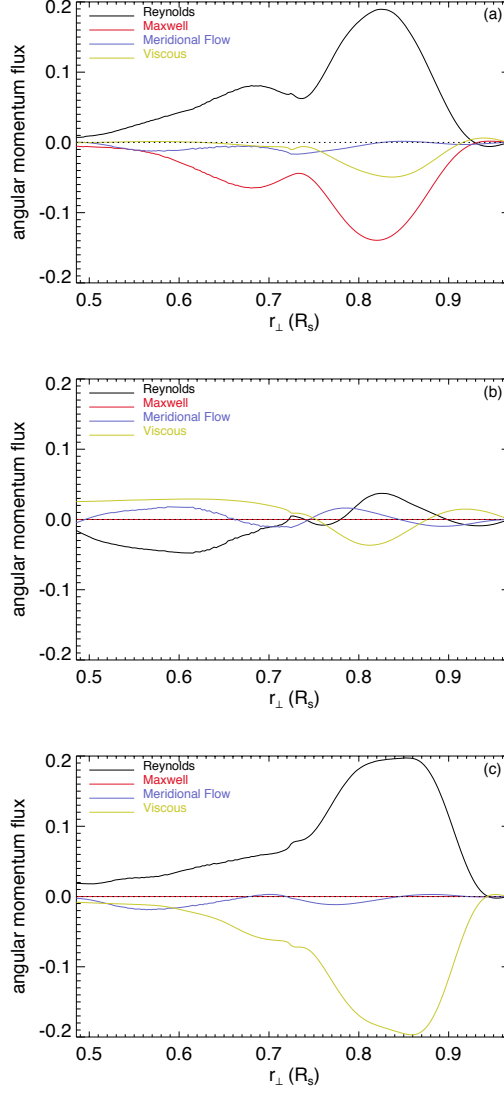 0.2
(a)
Reynolds
Maxwell
Meridional Flow
Viscous
0.1
0.0
-0.1
-0.2
angular momentum flux
0.5 0.6 0.7 0.8 0.9
r⊥ (Rs)
0.2
(b)
Reynolds
Maxwell
Meridional Flow
Viscous
0.1
0.0
-0.1
-0.2
angular momentum flux
0.5 0.6 0.7 0.8 0.9
r⊥ (Rs)
0.2
(c)
Reynolds
Maxwell
Meridional Flow
Viscous
0.1
0.0
-0.1
-0.2
angular momentum flux
0.5 0.6 0.7 0.8 0.9
r⊥ (Rs)